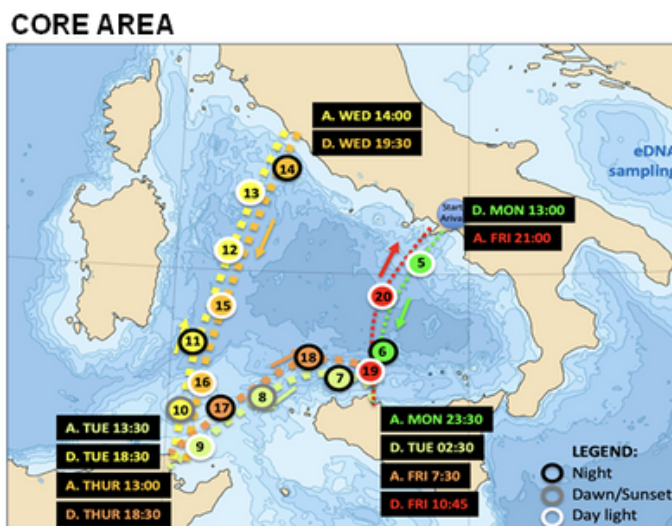 CORE AREA
A. WED 14:00
D. WED 19:30
14
13
eDNA
sampling
Start
Arival
D. MON 13:00
A. FRI 21:00
12
5
20
15
11
6
18
19
7
16
8
17
10
9
A. TUE 13:30
D. TUE 18:30
A. THUR 13:00
D. THUR 18:30
A. MON 23:30
D. TUE 02:30
A. FRI 7:30
D. FRI 10:45
LEGEND:
Night
Dawn/Sunset
Day light